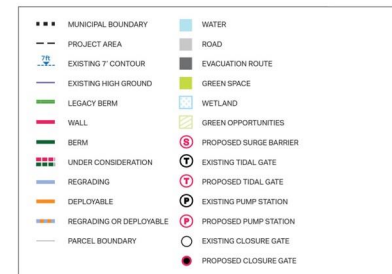 MUNICIPAL BOUNDARY
PROJECT AREA
7ft
EXISTING 7' CONTOUR
EXISTING HIGH GROUND
LEGACY BERM
WALL
BERM
UNDER CONSIDERATION
REGRADING
DEPLOYABLE
REGRADING OR DEPLOYABLE
PARCEL BOUNDARY
WATER
ROAD
EVACUATION ROUTE
GREEN SPACE
WETLAND
GREEN OPPORTUNITIES
S PROPOSED SURGE BARRIER
T EXISTING TIDAL GATE
T PROPOSED TIDAL GATE
P EXISTING PUMP STATION
P PROPOSED PUMP STATION
EXISTING CLOSURE GATE
PROPOSED CLOSURE GATE